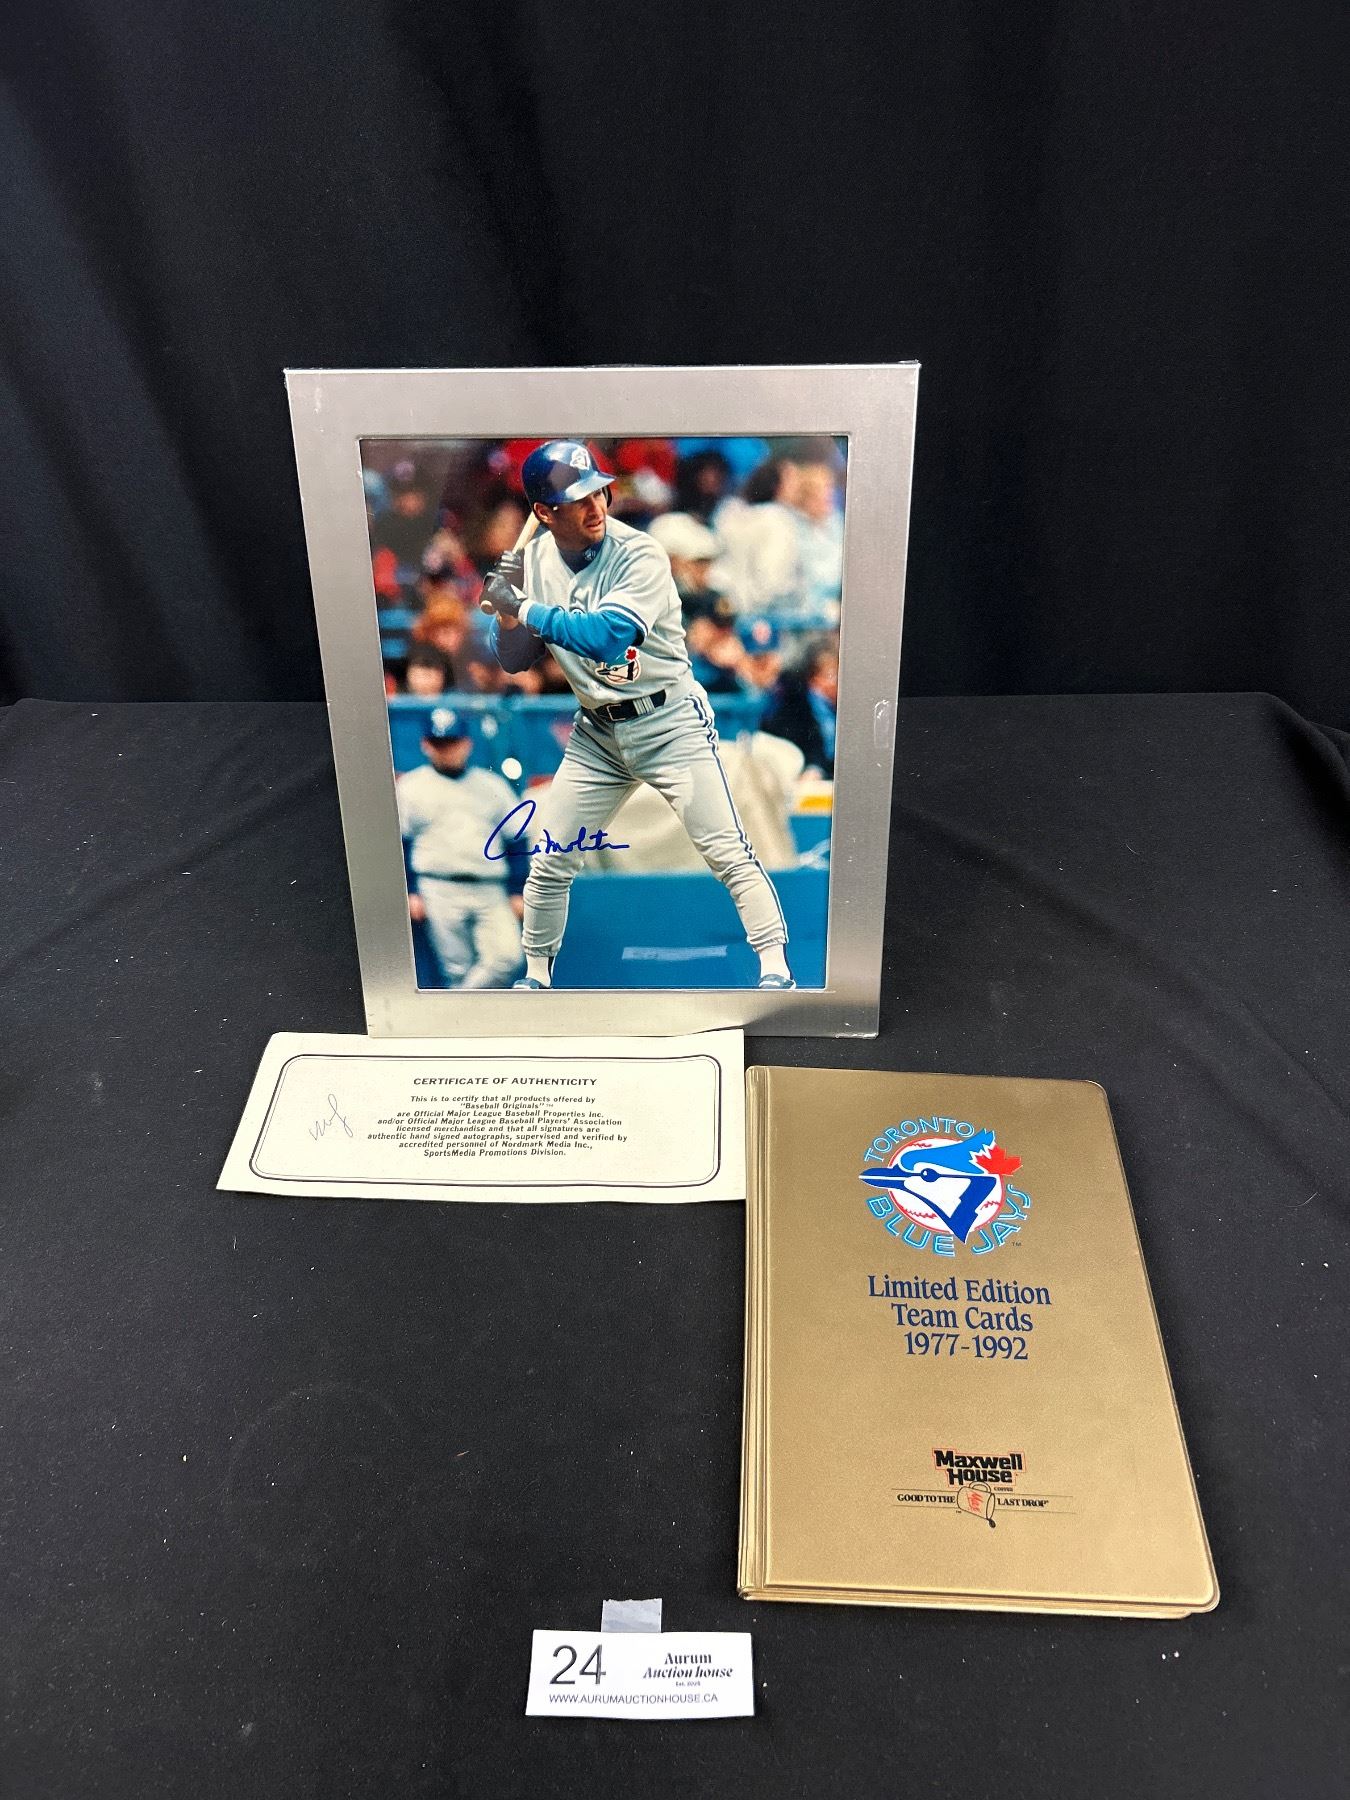 CERTIFICATE OF AUTHENTICITY
This is to certify that all products offered by
"Baseball Originals"™
are Official Major League Baseball Properties Inc.
and/or Official Major League Baseball Players' Association
licensed merchandise and that all signatures are
authentic hand signed autographs, supervised and verified by
accredited personnel of Nordmark Media Inc.,
SportsMedia Promotions Division.
TORONTO
BLUE JAYS™
Limited Edition
Team Cards
1977-1992
Maxwell
House
COFFEE
GOOD TO THE LAST DROP
24
Aurum
Auction house
WWW.AURUMAUCTIONHOUSE.CA